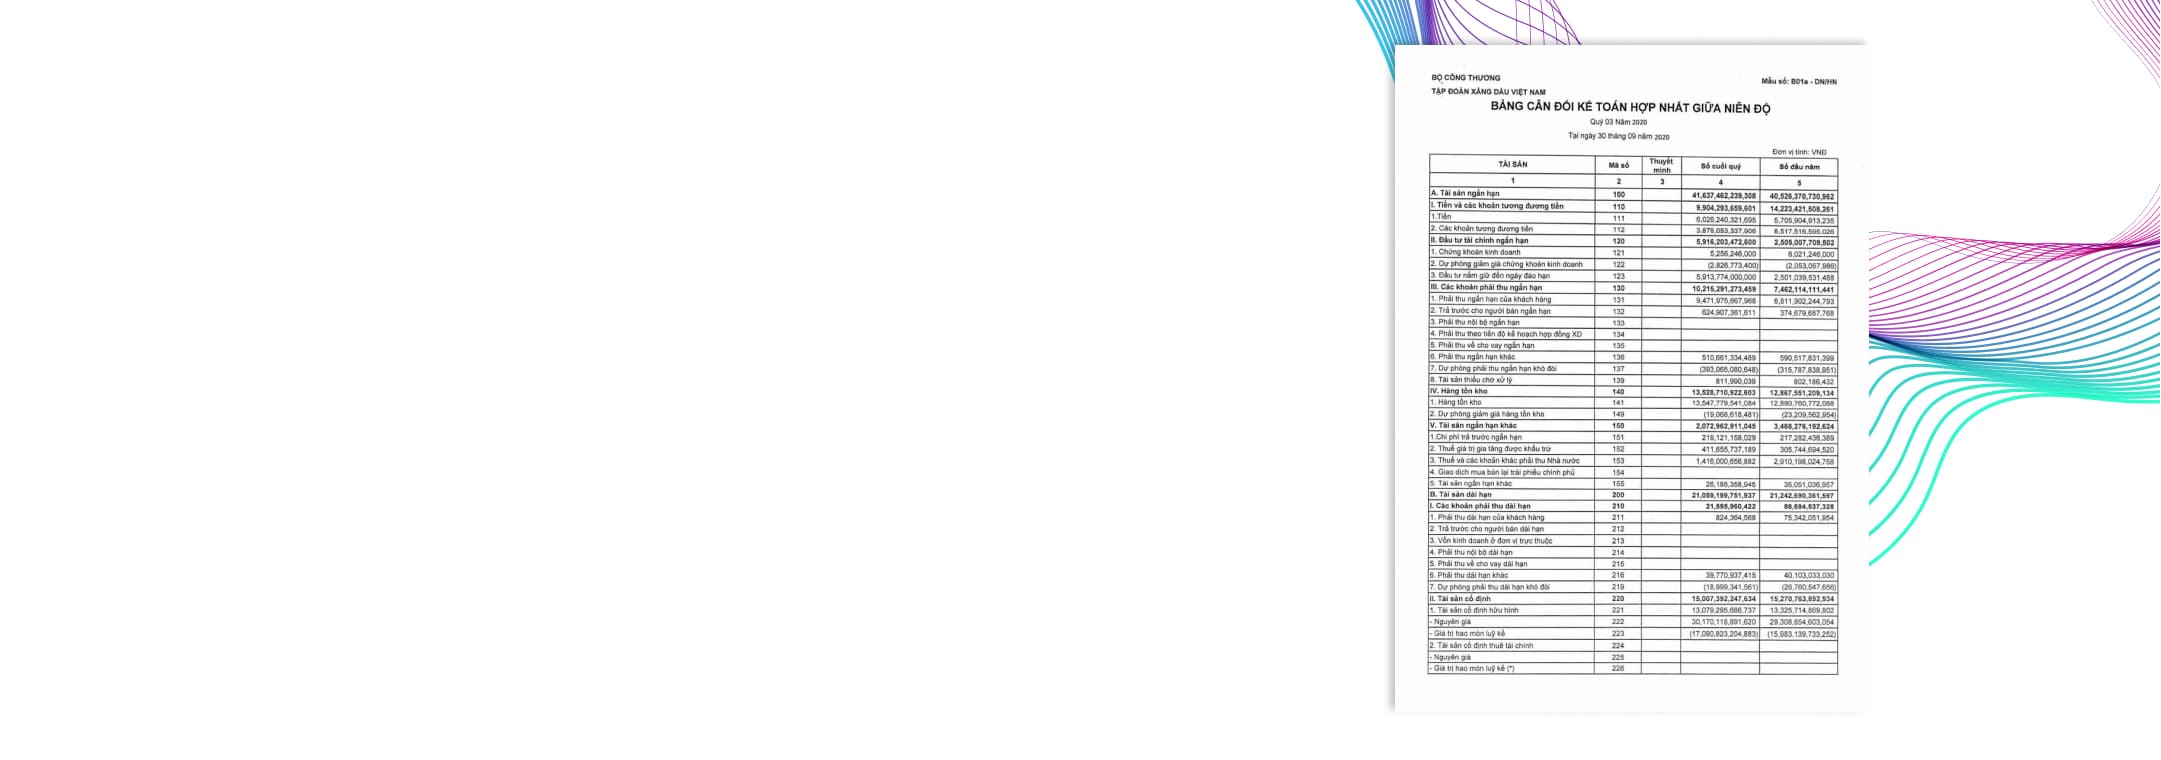 BỘ CÔNG THƯƠNG
Mẫu số: B01a - DN/HN
TẬP ĐOÀN XĂNG DẦU VIỆT NAM
BẢNG CÂN ĐỐI KẾ TOÁN HỢP NHẤT GIỮA NIÊN ĐỘ
Quý 03 Năm 2020
Tại ngày 30 tháng 09 năm 2020
Đơn vị tính: VNĐ
TÀI SẢN Mã số Thuyết minh Số cuối quý Số đầu năm
1 2 3 4 5
A. Tài sản ngắn hạn 100 41,637,462,239,308 40,526,370,730,962
I. Tiền và các khoản tương đương tiền 110 9,904,293,659,601 14,223,421,508,261
1.Tiền 111 6,026,240,321,695 5,705,904,913,235
2. Các khoản tương đương tiền 112 3,878,053,337,906 8,517,516,595,026
II. Đầu tư tài chính ngắn hạn 120 5,916,203,472,600 2,505,007,709,502
1. Chứng khoán kinh doanh 121 5,256,246,000 6,021,246,000
2. Dự phòng giảm giá chứng khoán kinh doanh 122 (2,826,773,400) (2,053,067,986)
3. Đầu tư nắm giữ đến ngày đáo hạn 123 5,913,774,000,000 2,501,039,531,488
III. Các khoản phải thu ngắn hạn 130 10,215,291,273,459 7,462,114,111,441
1. Phải thu ngắn hạn của khách hàng 131 9,471,975,667,968 6,811,902,244,793
2. Trả trước cho người bán ngắn hạn 132 624,907,361,611 374,679,687,768
3. Phải thu nội bộ ngắn hạn 133
4. Phải thu theo tiến độ kế hoạch hợp đồng XD 134
5. Phải thu về cho vay ngắn hạn 135
6. Phải thu ngắn hạn khác 136 510,661,334,489 590,517,831,399
7. Dự phòng phải thu ngắn hạn khó đòi 137 (393,065,080,648) (315,787,838,951)
8. Tài sản thiếu chờ xử lý 139 811,990,039 802,186,432
IV. Hàng tồn kho 140 13,528,710,922,603 12,867,551,209,134
1. Hàng tồn kho 141 13,547,779,541,084 12,890,760,772,088
2. Dự phòng giảm giá hàng tồn kho 149 (19,068,618,481) (23,209,562,954)
V. Tài sản ngắn hạn khác 150 2,072,962,911,045 3,468,276,192,624
1.Chi phí trả trước ngắn hạn 151 219,121,158,029 217,282,436,389
2. Thuế giá trị gia tăng được khấu trừ 152 411,655,737,189 305,744,694,520
3. Thuế và các khoản khác phải thu Nhà nước 153 1,416,000,656,882 2,910,198,024,758
4. Giao dịch mua bán lại trái phiếu chính phủ 154
5. Tài sản ngắn hạn khác 155 26,186,358,945 35,051,036,957
B. Tài sản dài hạn 200 21,059,199,751,937 21,242,690,361,597
I. Các khoản phải thu dài hạn 210 21,595,960,422 88,684,537,328
1. Phải thu dài hạn của khách hàng 211 824,364,568 75,342,051,954
2. Trả trước cho người bán dài hạn 212
3. Vốn kinh doanh ở đơn vị trực thuộc 213
4. Phải thu nội bộ dài hạn 214
5. Phải thu về cho vay dài hạn 215
6. Phải thu dài hạn khác 216 39,770,937,415 40,103,033,030
7. Dự phòng phải thu dài hạn khó đòi 219 (18,999,341,561) (26,760,547,656)
II. Tài sản cố định 220 15,007,392,247,634 15,270,763,892,934
1. Tài sản cố định hữu hình 221 13,079,295,686,737 13,325,714,869,802
- Nguyên giá 222 30,170,118,891,620 29,308,854,603,054
- Giá trị hao mòn luỹ kế 223 (17,090,823,204,883) (15,983,139,733,252)
2. Tài sản cố định thuê tài chính 224
- Nguyên giá 225
- Giá trị hao mòn luỹ kế (*) 226